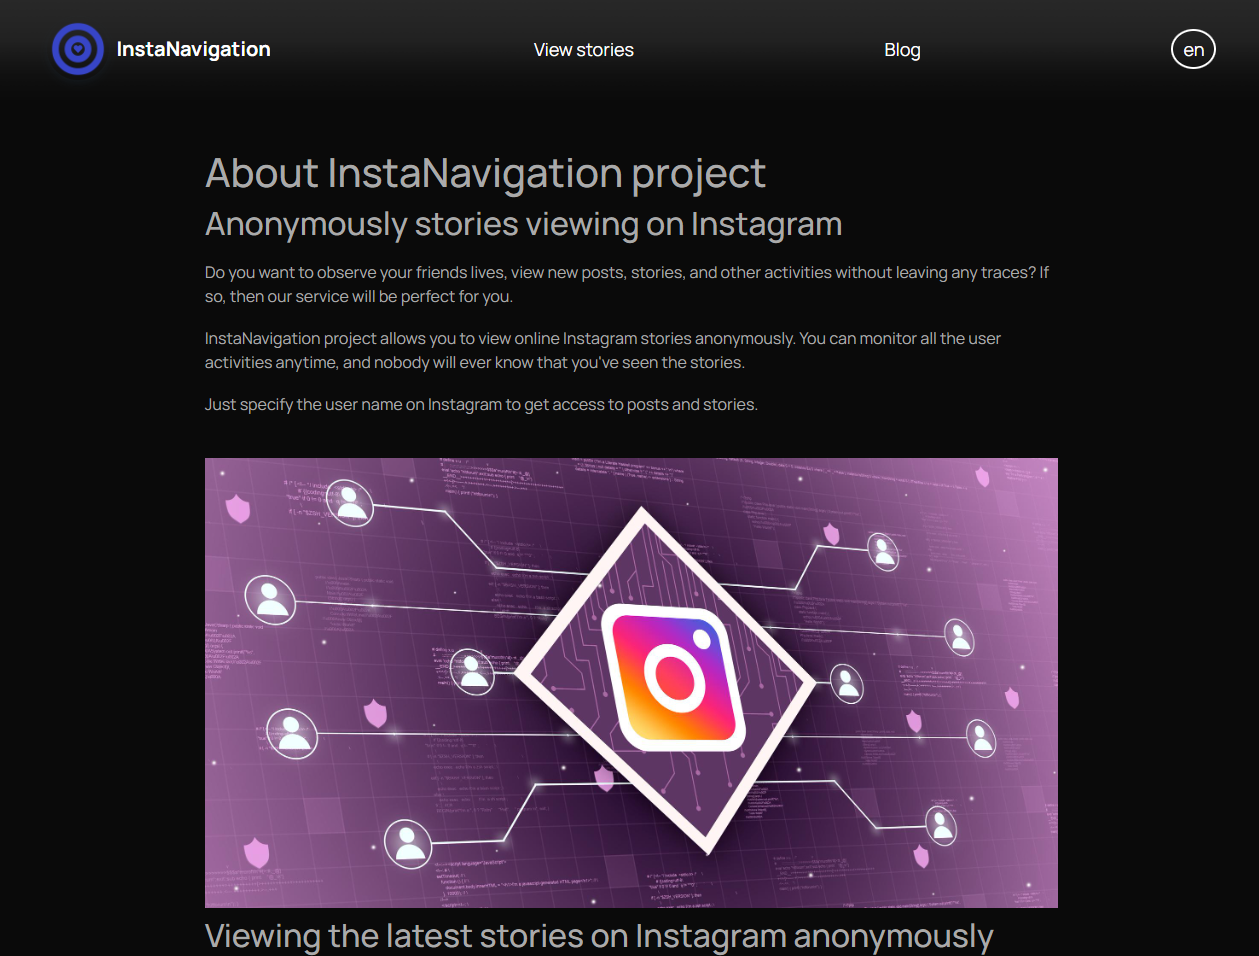 InstaNavigation
View stories
Blog
en
About InstaNavigation project
Anonymously stories viewing on Instagram
Do you want to observe your friends lives, view new posts, stories, and other activities without leaving any traces? If
so, then our service will be perfect for you.
InstaNavigation project allows you to view online Instagram stories anonymously. You can monitor all the user
activities anytime, and nobody will ever know that you've seen the stories.
Just specify the user name on Instagram to get access to posts and stories.
Viewing the latest stories on Instagram anonymously